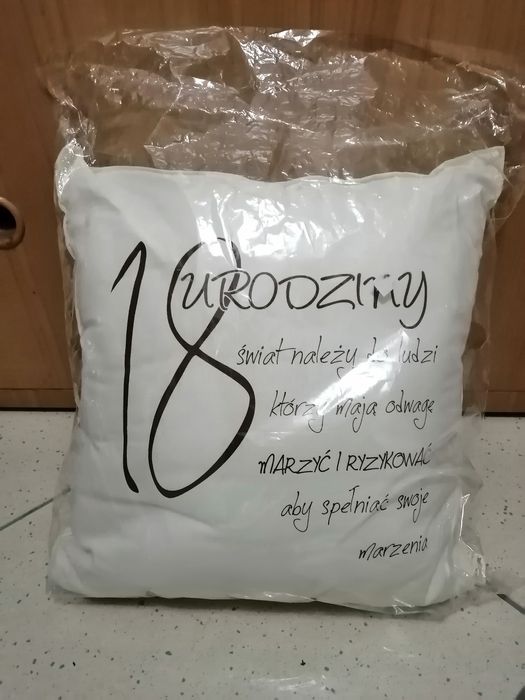 18 URODZINY
świat należy do ludzi
którzy mają odwagę
MARZYĆ I RYZYKOWAĆ
aby spełniać swoje
marzenia